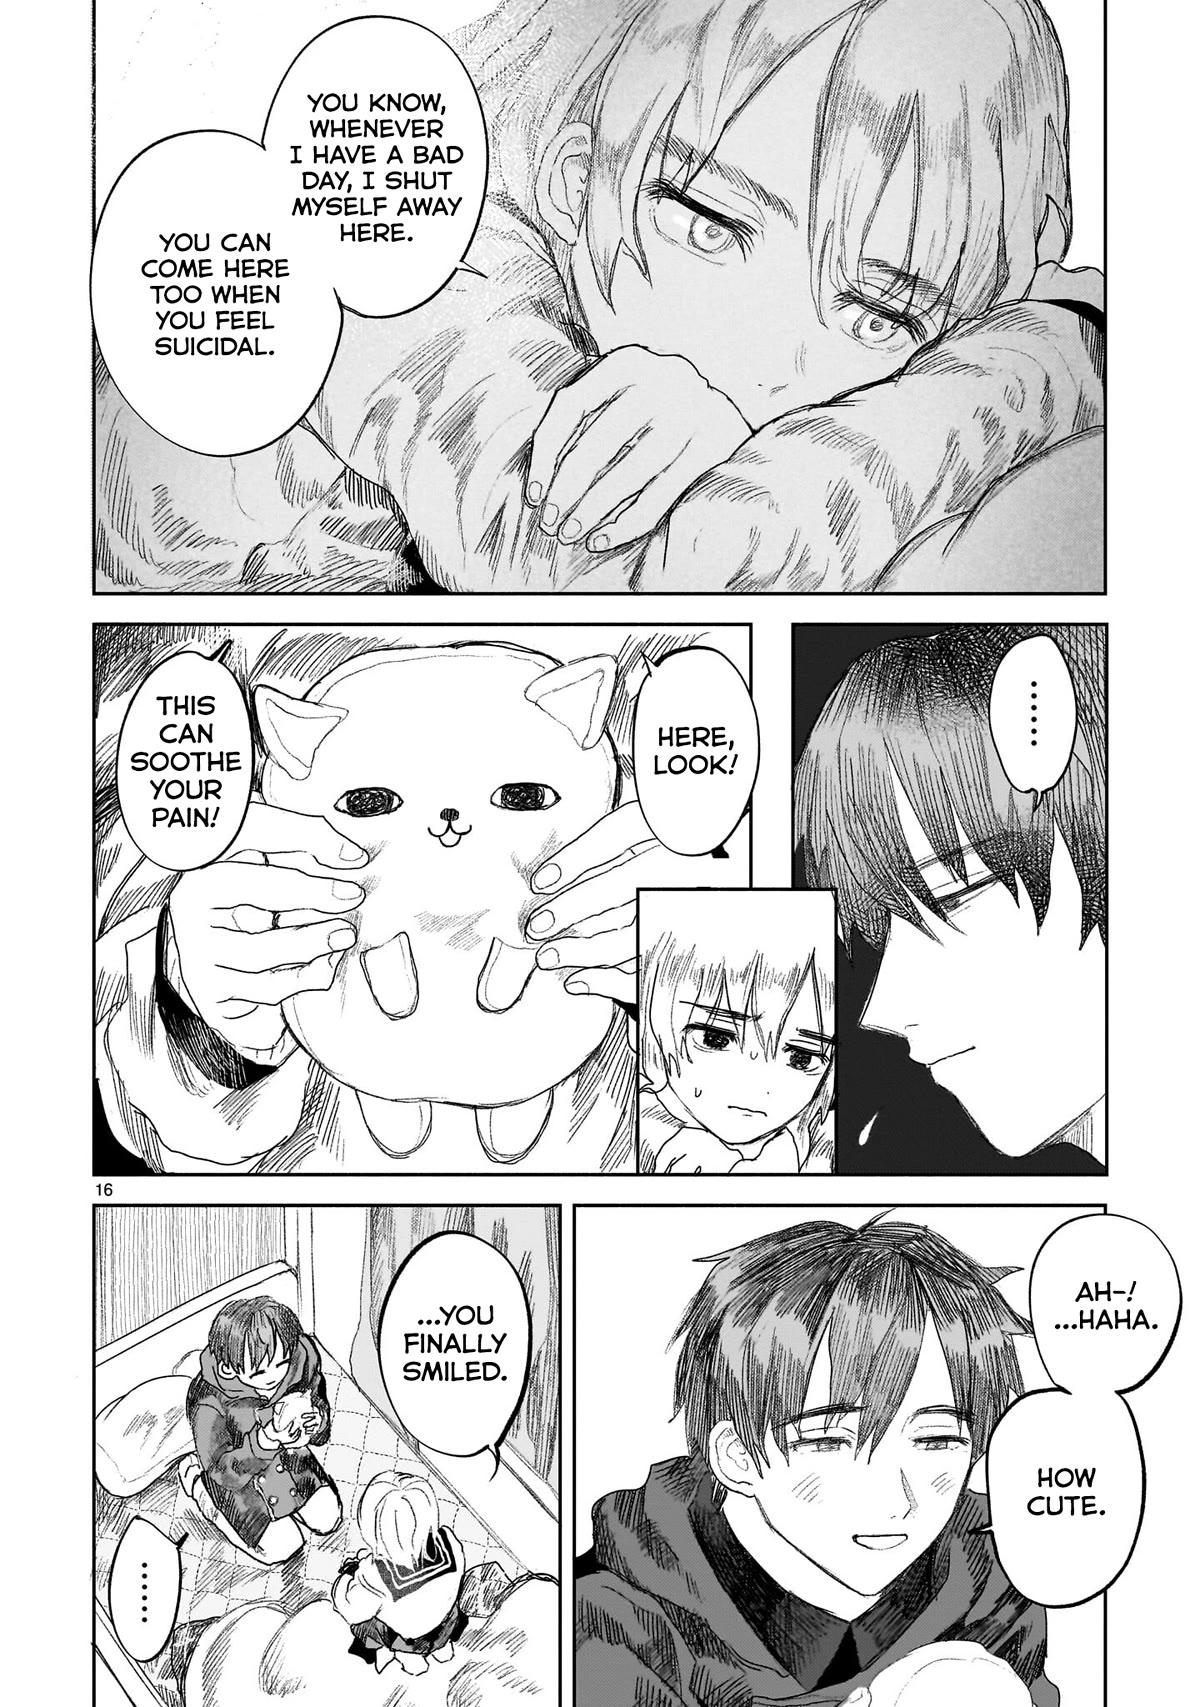 YOU KNOW,
WHENEVER
I HAVE A BAD
DAY, I SHUT
MYSELF AWAY
HERE.
YOU CAN
COME HERE
TOO WHEN
YOU FEEL
SUICIDAL.
......
HERE,
LOOK!
THIS
CAN
SOOTHE
YOUR
PAIN!
16
AH-!
...HAHA.
HOW
CUTE.
...YOU
FINALLY
SMILED.
......